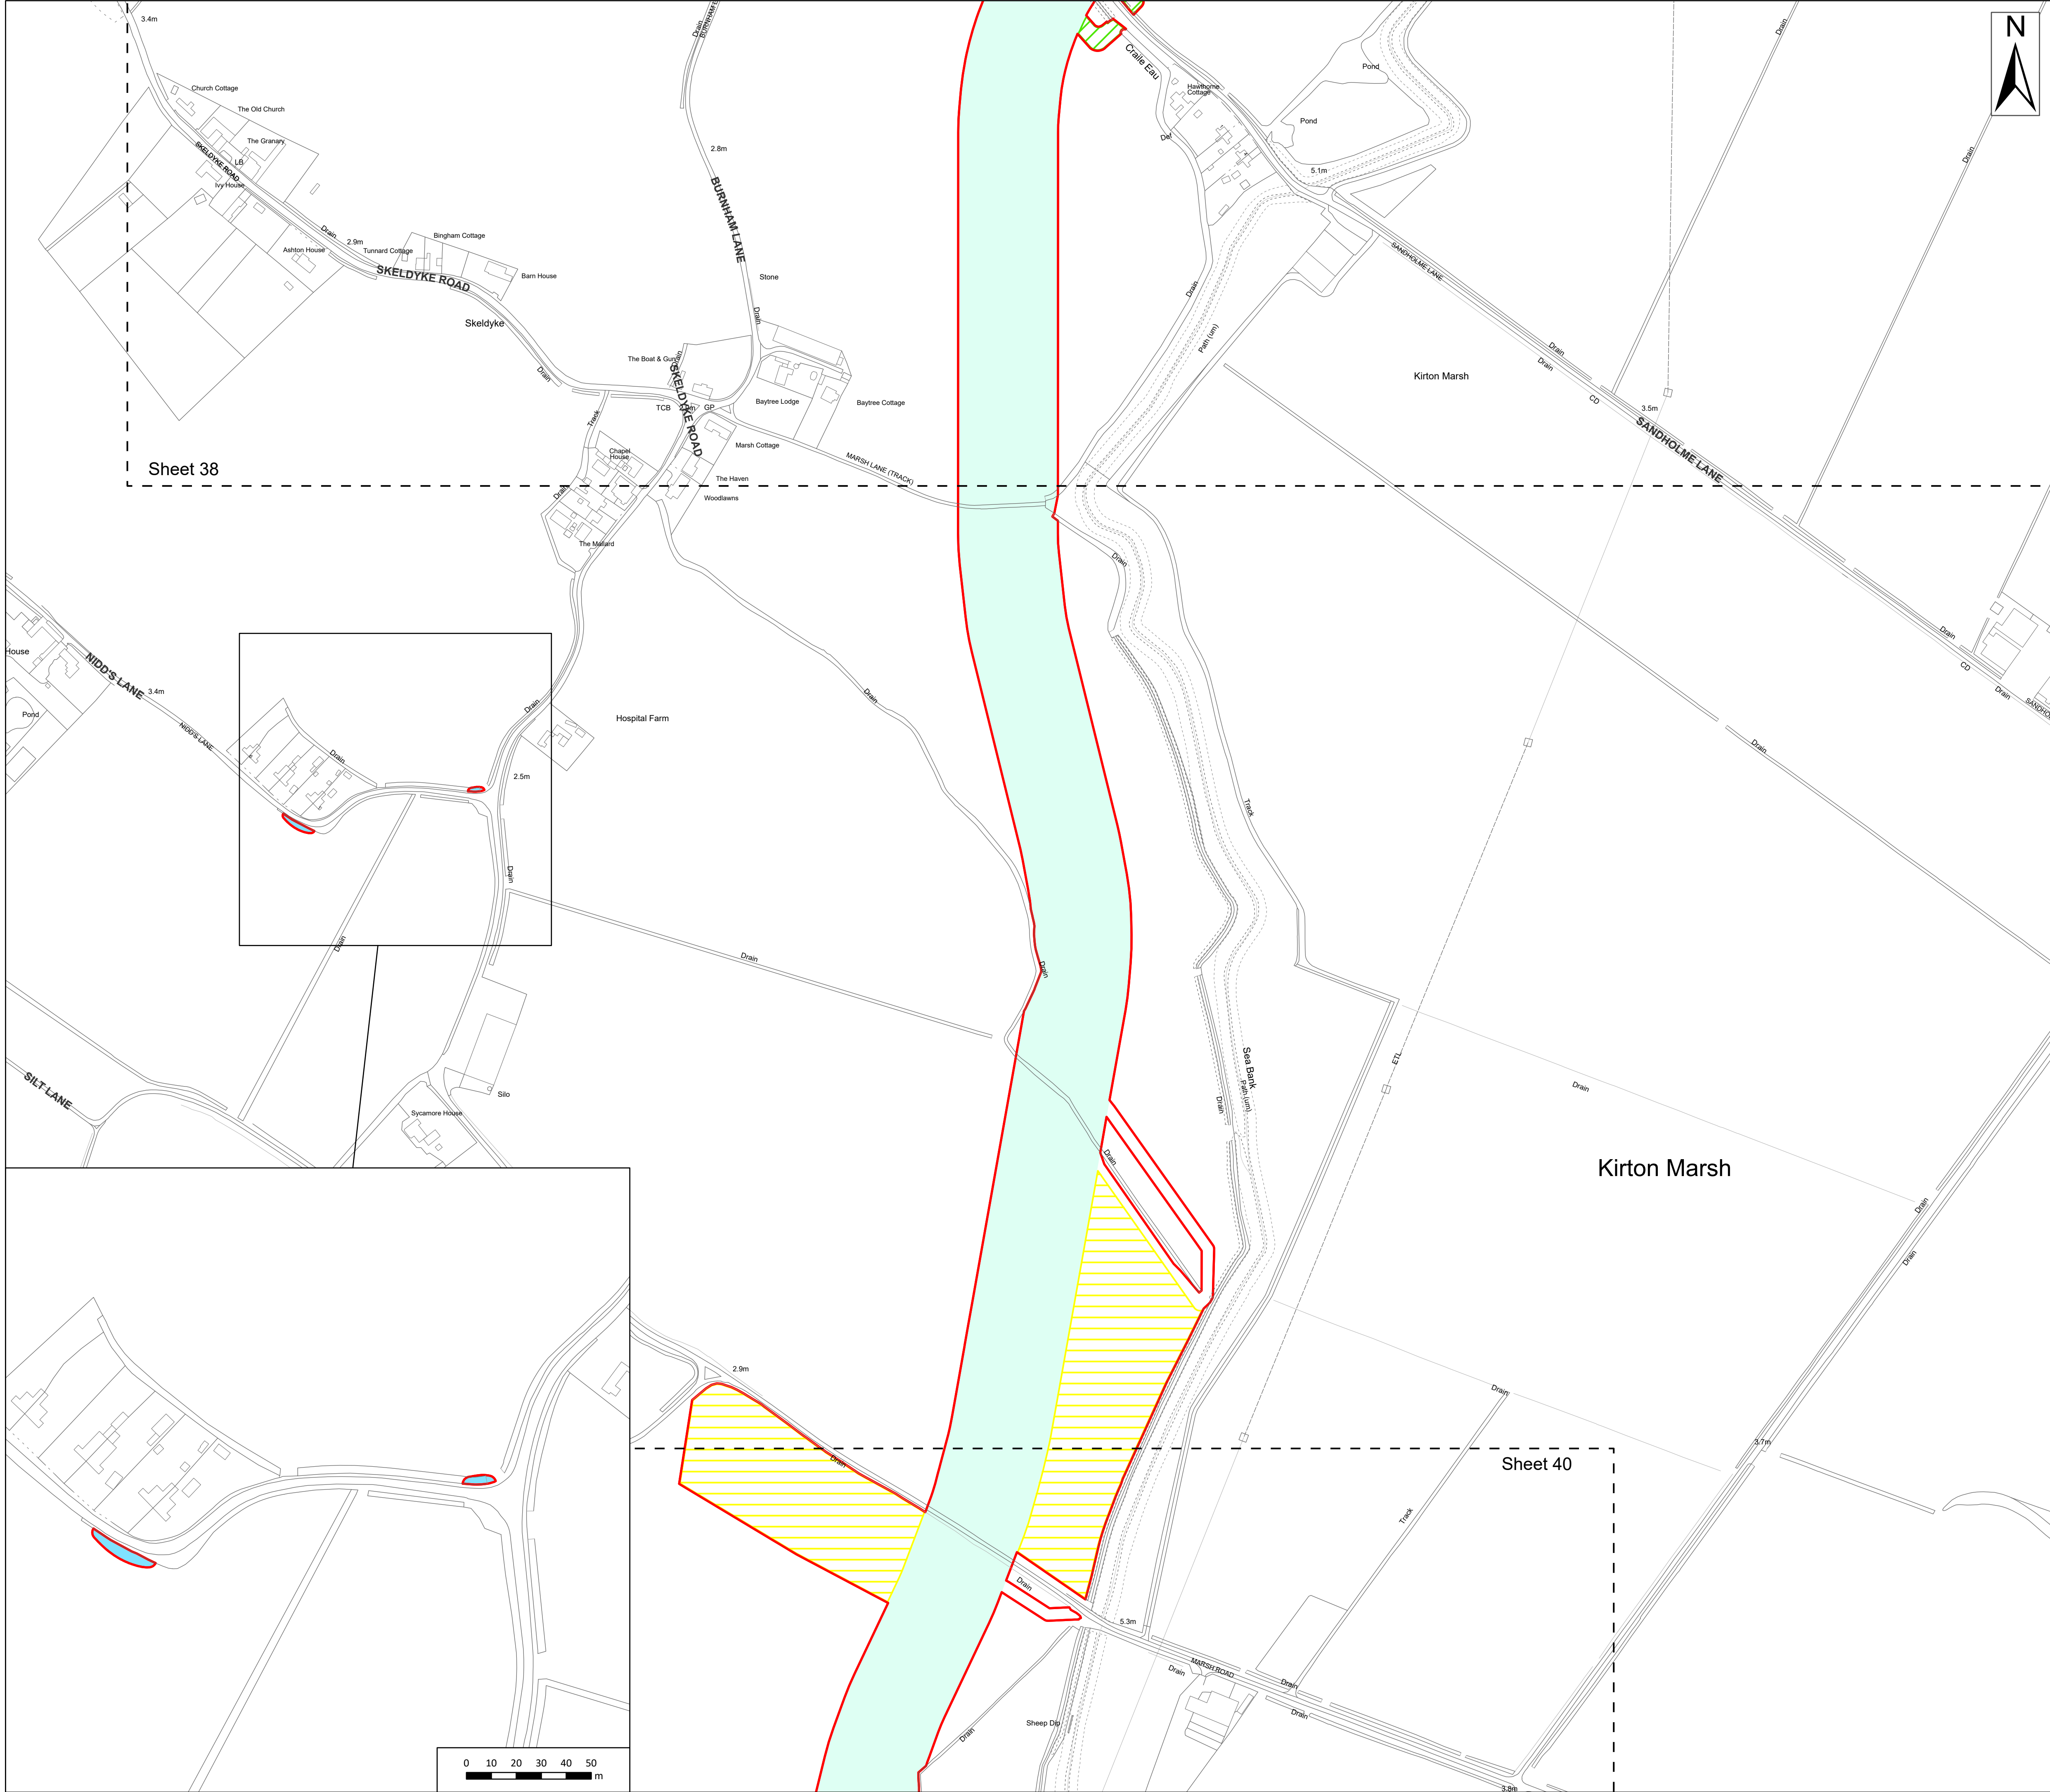 3.4m
Drain
BURNHAM
N
Church Cottage
The Old Church
The Granary
LB
SKELDYKE ROAD
Ivy House
Craile Eau
Pond
Drain
Hawthorne
Cottage
Pond
Def
5.1m
Drain
2.8m
BURNHAM LANE
Drain
2.9m
Ashton House
Tunnard Cottage
Bingham Cottage
SKELDYKE ROAD
Barn House
Stone
Drain
SANDHOLME LANE
Drain
Skeldyke
Path (um)
The Boat & Gun
Drain
Drain
SKELDYKE ROAD
Drain
Drain
Kirton Marsh
TCB
GP
Baytree Lodge
Baytree Cottage
CD
3.5m
SANDHOLME LANE
Track
Marsh Cottage
Chapel
House
Sheet 38
MARSH LANE (TRACK)
The Haven
Woodlawns
Drain
The Mallard
Drain
Drain
CD
Drain
House
NIDD'S LANE
3.4m
Pond
NIDD'S LANE
Drain
Hospital Farm
Drain
Drain
2.5m
Drain
Track
Drain
Drain
Drain
Drain
Sea Bank
Path (um)
Drain
ETL
Drain
SILT LANE
Silo
Sycamore House
Drain
Kirton Marsh
Drain
Drain
2.9m
Drain
Drain
3.7m
Sheet 40
Track
Drain
5.3m
MARSH ROAD
Drain
Drain
Drain
Sheep Dip
Drain
3.8m
0 10 20 30 40 50
m